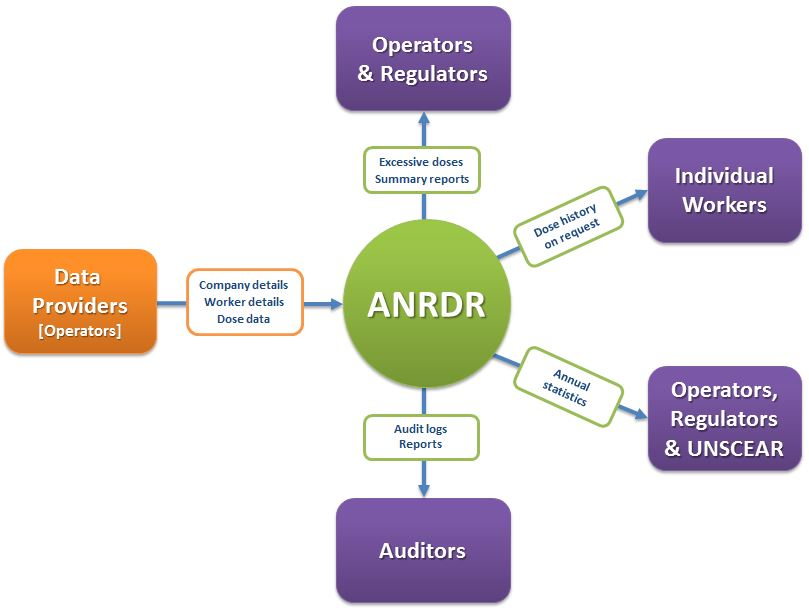 Operators
& Regulators
Excessive doses
Summary reports
Individual
Workers
Dose history
on request
Data
Providers
[Operators]
Company details
Worker details
Dose data
ANRDR
Annual
statistics
Operators,
Regulators
& UNSCEAR
Audit logs
Reports
Auditors